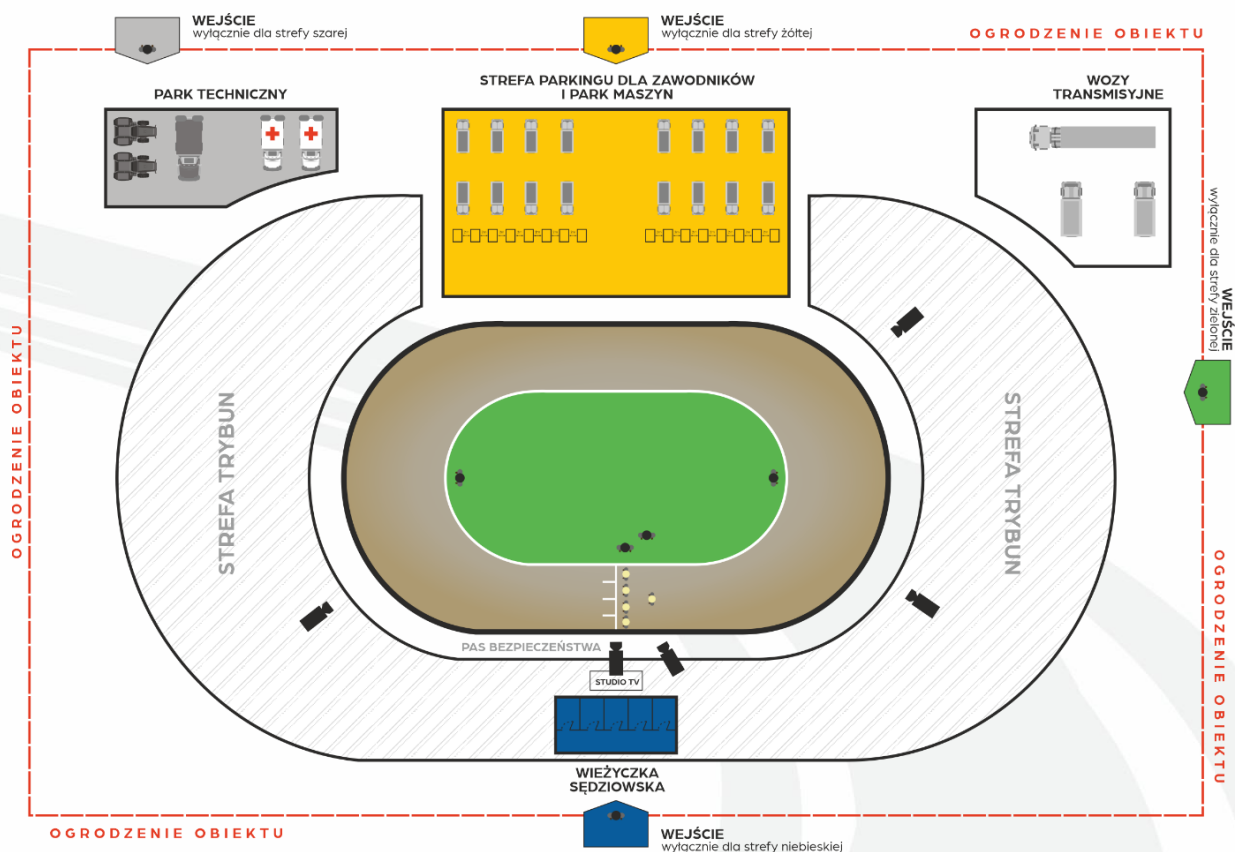 WEJŚCIE
wyłącznie dla strefy szarej
WEJŚCIE
wyłącznie dla strefy żółtej
OGRODZENIE OBIEKTU
PARK TECHNICZNY
STREFA PARKINGU DLA ZAWODNIKÓW
I PARK MASZYN
WOZY
TRANSMISYJNE
WEJŚCIE
wyłącznie dla strefy zielonej
OGRODZENIE OBIEKTU
STREFA TRYBUN
STREFA TRYBUN
OGRODZENIE OBIEKTU
PAS BEZPIECZEŃSTWA
STUDIO TV
WIEŻYCZKA
SĘDZIOWSKA
OGRODZENIE OBIEKTU
WEJŚCIE
wyłącznie dla strefy niebieskiej